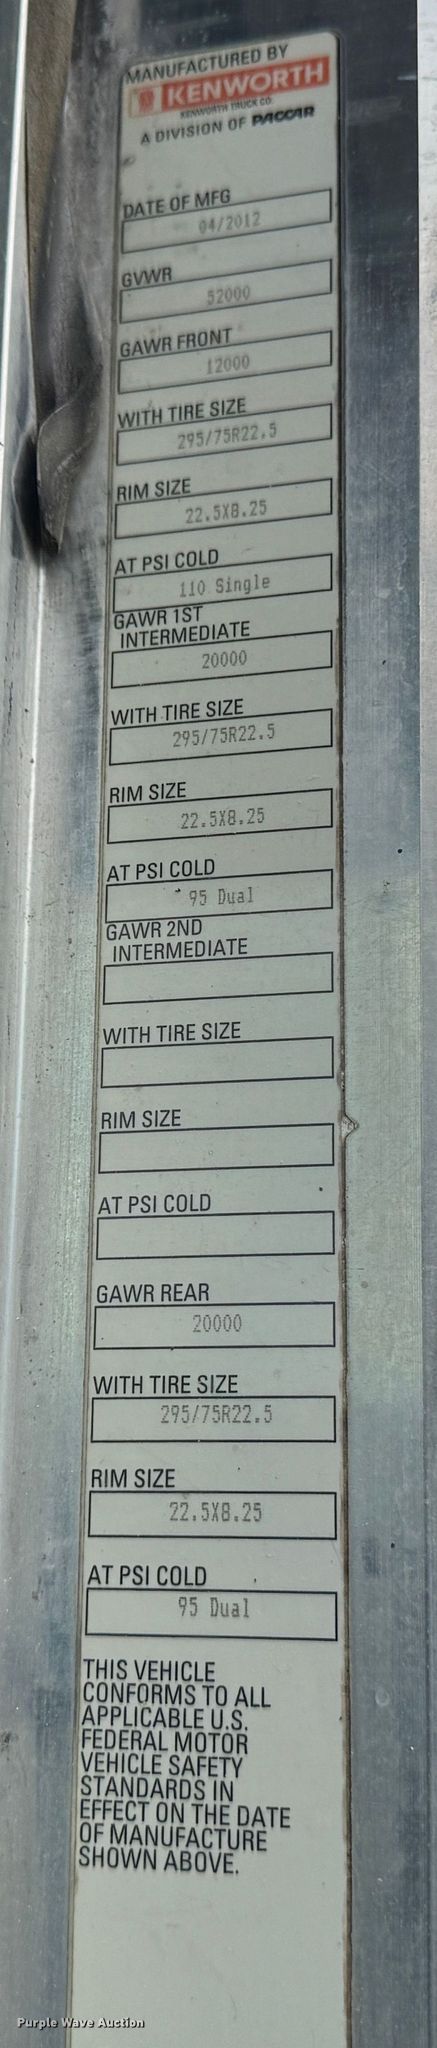 MANUFACTURED BY
KENWORTH
KENWORTH TRUCK CO.
A DIVISION OF PACCAR
DATE OF MFG
04/2012
GVWR
52000
GAWR FRONT
12000
WITH TIRE SIZE
295/75R22.5
RIM SIZE
22.5X8.25
AT PSI COLD
110 Single
GAWR 1ST
INTERMEDIATE
20000
WITH TIRE SIZE
295/75R22.5
RIM SIZE
22.5X8.25
AT PSI COLD
95 Dual
GAWR 2ND
INTERMEDIATE
WITH TIRE SIZE
RIM SIZE
AT PSI COLD
GAWR REAR
20000
WITH TIRE SIZE
295/75R22.5
RIM SIZE
22.5X8.25
AT PSI COLD
95 Dual
THIS VEHICLE
CONFORMS TO ALL
APPLICABLE U.S.
FEDERAL MOTOR
VEHICLE SAFETY
STANDARDS IN
EFFECT ON THE DATE
OF MANUFACTURE
SHOWN ABOVE.
Purple Wave Auction